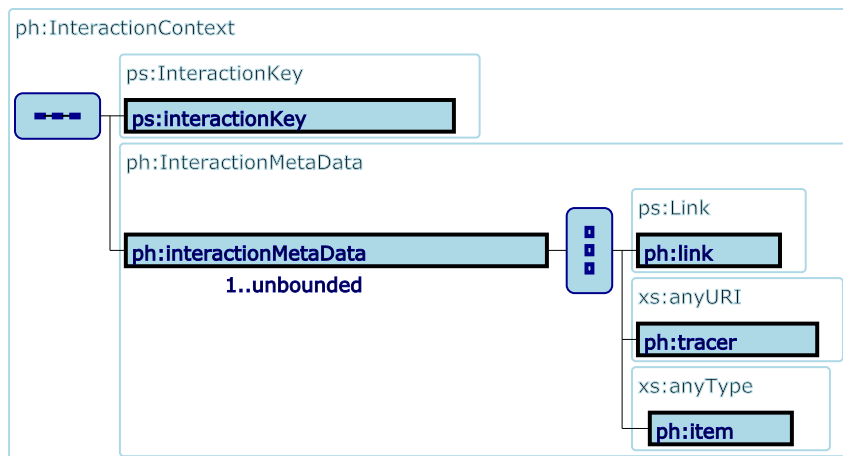 ph:InteractionContext
ps:InteractionKey
ps:interactionKey
ph:InteractionMetaData
ph:interactionMetaData
1..unbounded
ps:Link
ph:link
xs:anyURI
ph:tracer
xs:anyType
ph:item